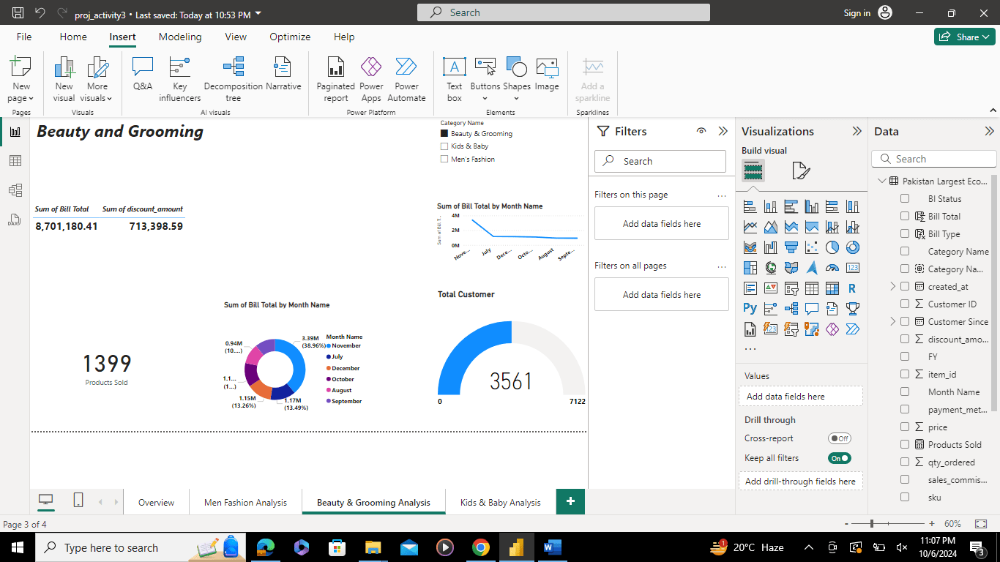 proj_activity3 • Last saved: Today at 10:53 PM
Search
Sign in
File Home Insert Modeling View Optimize Help
Share
New page
New visual
More visuals
Q&A
Key influencers
Decomposition tree
Narrative
Paginated report
Power Apps
Power Automate
Text box
Buttons
Shapes
Image
Add a sparkline
Pages
Visuals
AI visuals
Power Platform
Elements
Sparklines
Beauty and Grooming
Category Name
Beauty & Grooming
Kids & Baby
Men's Fashion
Sum of Bill Total Sum of discount_amount
8,701,180.41 713,398.59
Sum of Bill Total by Month Name
Sum of Bill T...
4M
2M
0M
Nove... July Dece... Octo... August Septe...
Sum of Bill Total by Month Name
3.39M
(38.96%)
1.17M
(13.49%)
1.15M
(13.26%)
1.1...
(1...)
0.94M
(10....)
Month Name
November
July
December
October
August
September
1399
Products Sold
Total Customer
3561
0 7122
Filters
Search
Filters on this page ...
Add data fields here
Filters on all pages ...
Add data fields here
Visualizations
Build visual
123
R
Py
123
...
Values
Add data fields here
Drill through
Cross-report Off
Keep all filters On
Add drill-through fields here
Data
Search
Pakistan Largest Eco...
BI Status
Bill Total
Bill Type
Category Name
Category Na...
created_at
Customer ID
Customer Since
discount_amo...
FY
item_id
Month Name
payment_met...
price
Products Sold
qty_ordered
sales_commis...
sku
DAX
Overview Men Fashion Analysis Beauty & Grooming Analysis Kids & Baby Analysis +
Page 3 of 4
- + 60%
Type here to search
W
1
20°C Haze
11:07 PM
10/6/2024
3